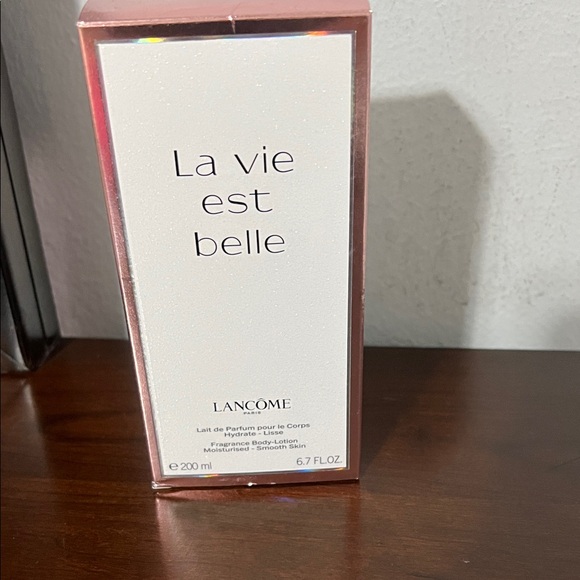 La vie
est
belle
LANCÔME
PARIS
Lait de Parfum pour le Corps
Hydrate - Lisse
Fragrance Body-Lotion
Moisturised - Smooth Skin
℮ 200 ml 6.7 FL.OZ.